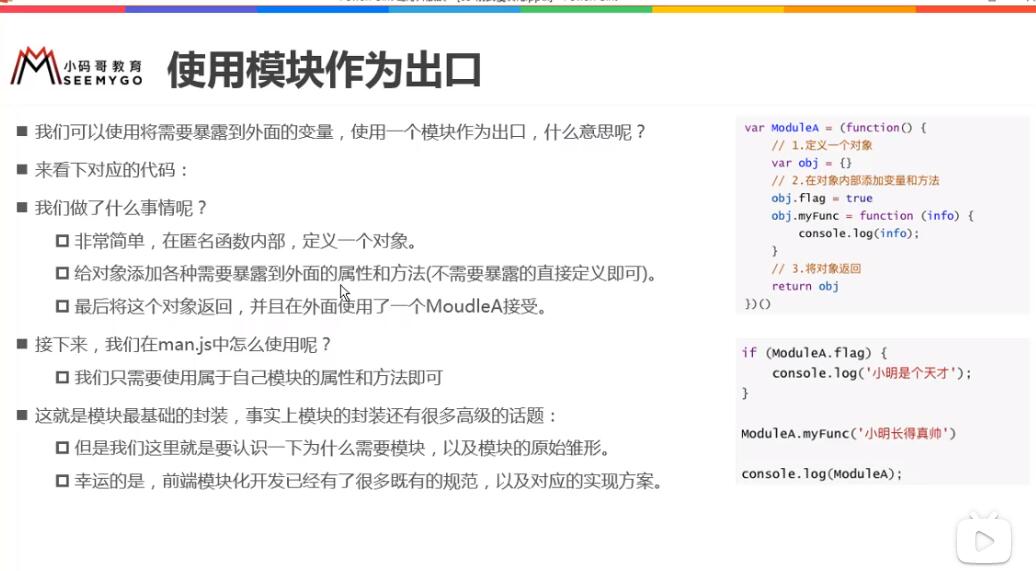 小码哥教育
SEEMYGO
使用模块作为出口
我们可以使用将需要暴露到外面的变量，使用一个模块作为出口，什么意思呢？
来看下对应的代码：
我们做了什么事情呢？
非常简单，在匿名函数内部，定义一个对象。
给对象添加各种需要暴露到外面的属性和方法(不需要暴露的直接定义即可)。
最后将这个对象返回，并且在外面使用了一个MoudleA接受。
接下来，我们在man.js中怎么使用呢？
我们只需要使用属于自己模块的属性和方法即可
这就是模块最基础的封装，事实上模块的封装还有很多高级的话题：
但是我们这里就是要认识一下为什么需要模块，以及模块的原始雏形。
幸运的是，前端模块化开发已经有了很多既有的规范，以及对应的实现方案。
var ModuleA = (function() {
// 1.定义一个对象
var obj = {}
// 2.在对象内部添加变量和方法
obj.flag = true
obj.myFunc = function (info) {
console.log(info);
}
// 3.将对象返回
return obj
})()
if (ModuleA.flag) {
console.log('小明是个天才');
}
ModuleA.myFunc('小明长得真帅')
console.log(ModuleA);